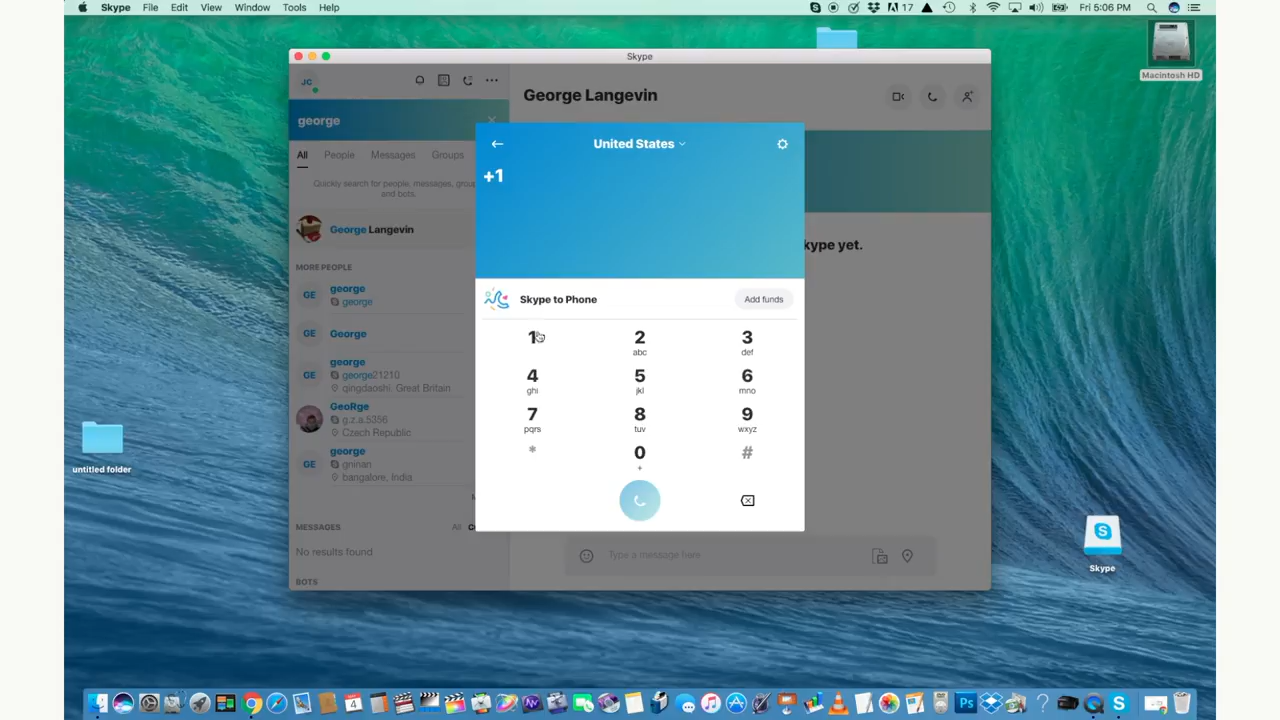 Skype File Edit View Window Tools Help
17 Fri 5:06 PM
Macintosh HD
Skype
JC
George Langevin
george
All People Messages Groups
Quickly search for people, messages, group
and bots.
George Langevin
MORE PEOPLE
GE george
george
GE George
GE george
george21210
qingdaoshi, Great Britain
GeoRge
g.z.a.5356
Czech Republic
GE george
gninan
bangalore, India
MESSAGES All
No results found
BOTS
United States
+1
Skype to Phone Add funds
1
2
abc
3
def
4
ghi
5
jkl
6
mno
7
pqrs
8
tuv
9
wxyz
*
0
+
#
kype yet.
Type a message here
untitled folder
Skype